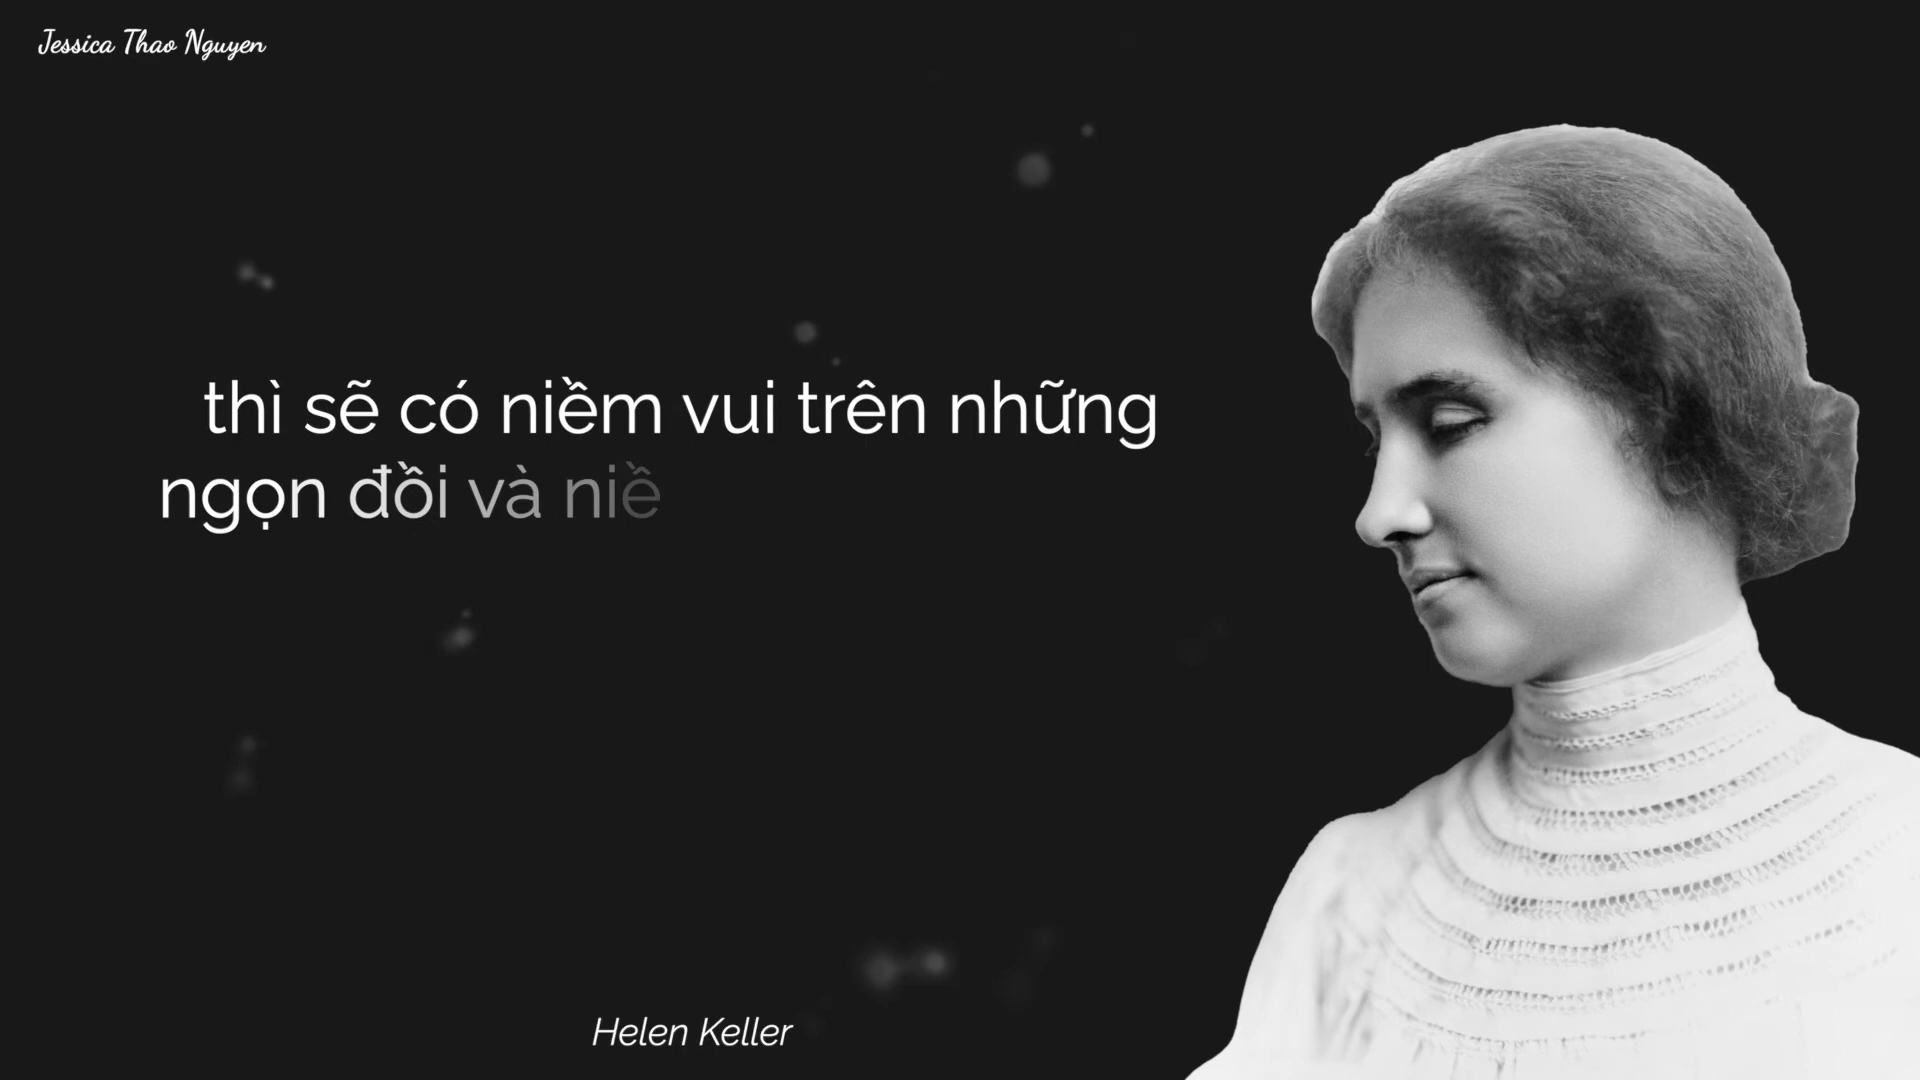 Jessica Thao Nguyen
thì sẽ có niềm vui trên những
ngọn đồi và niề
Helen Keller